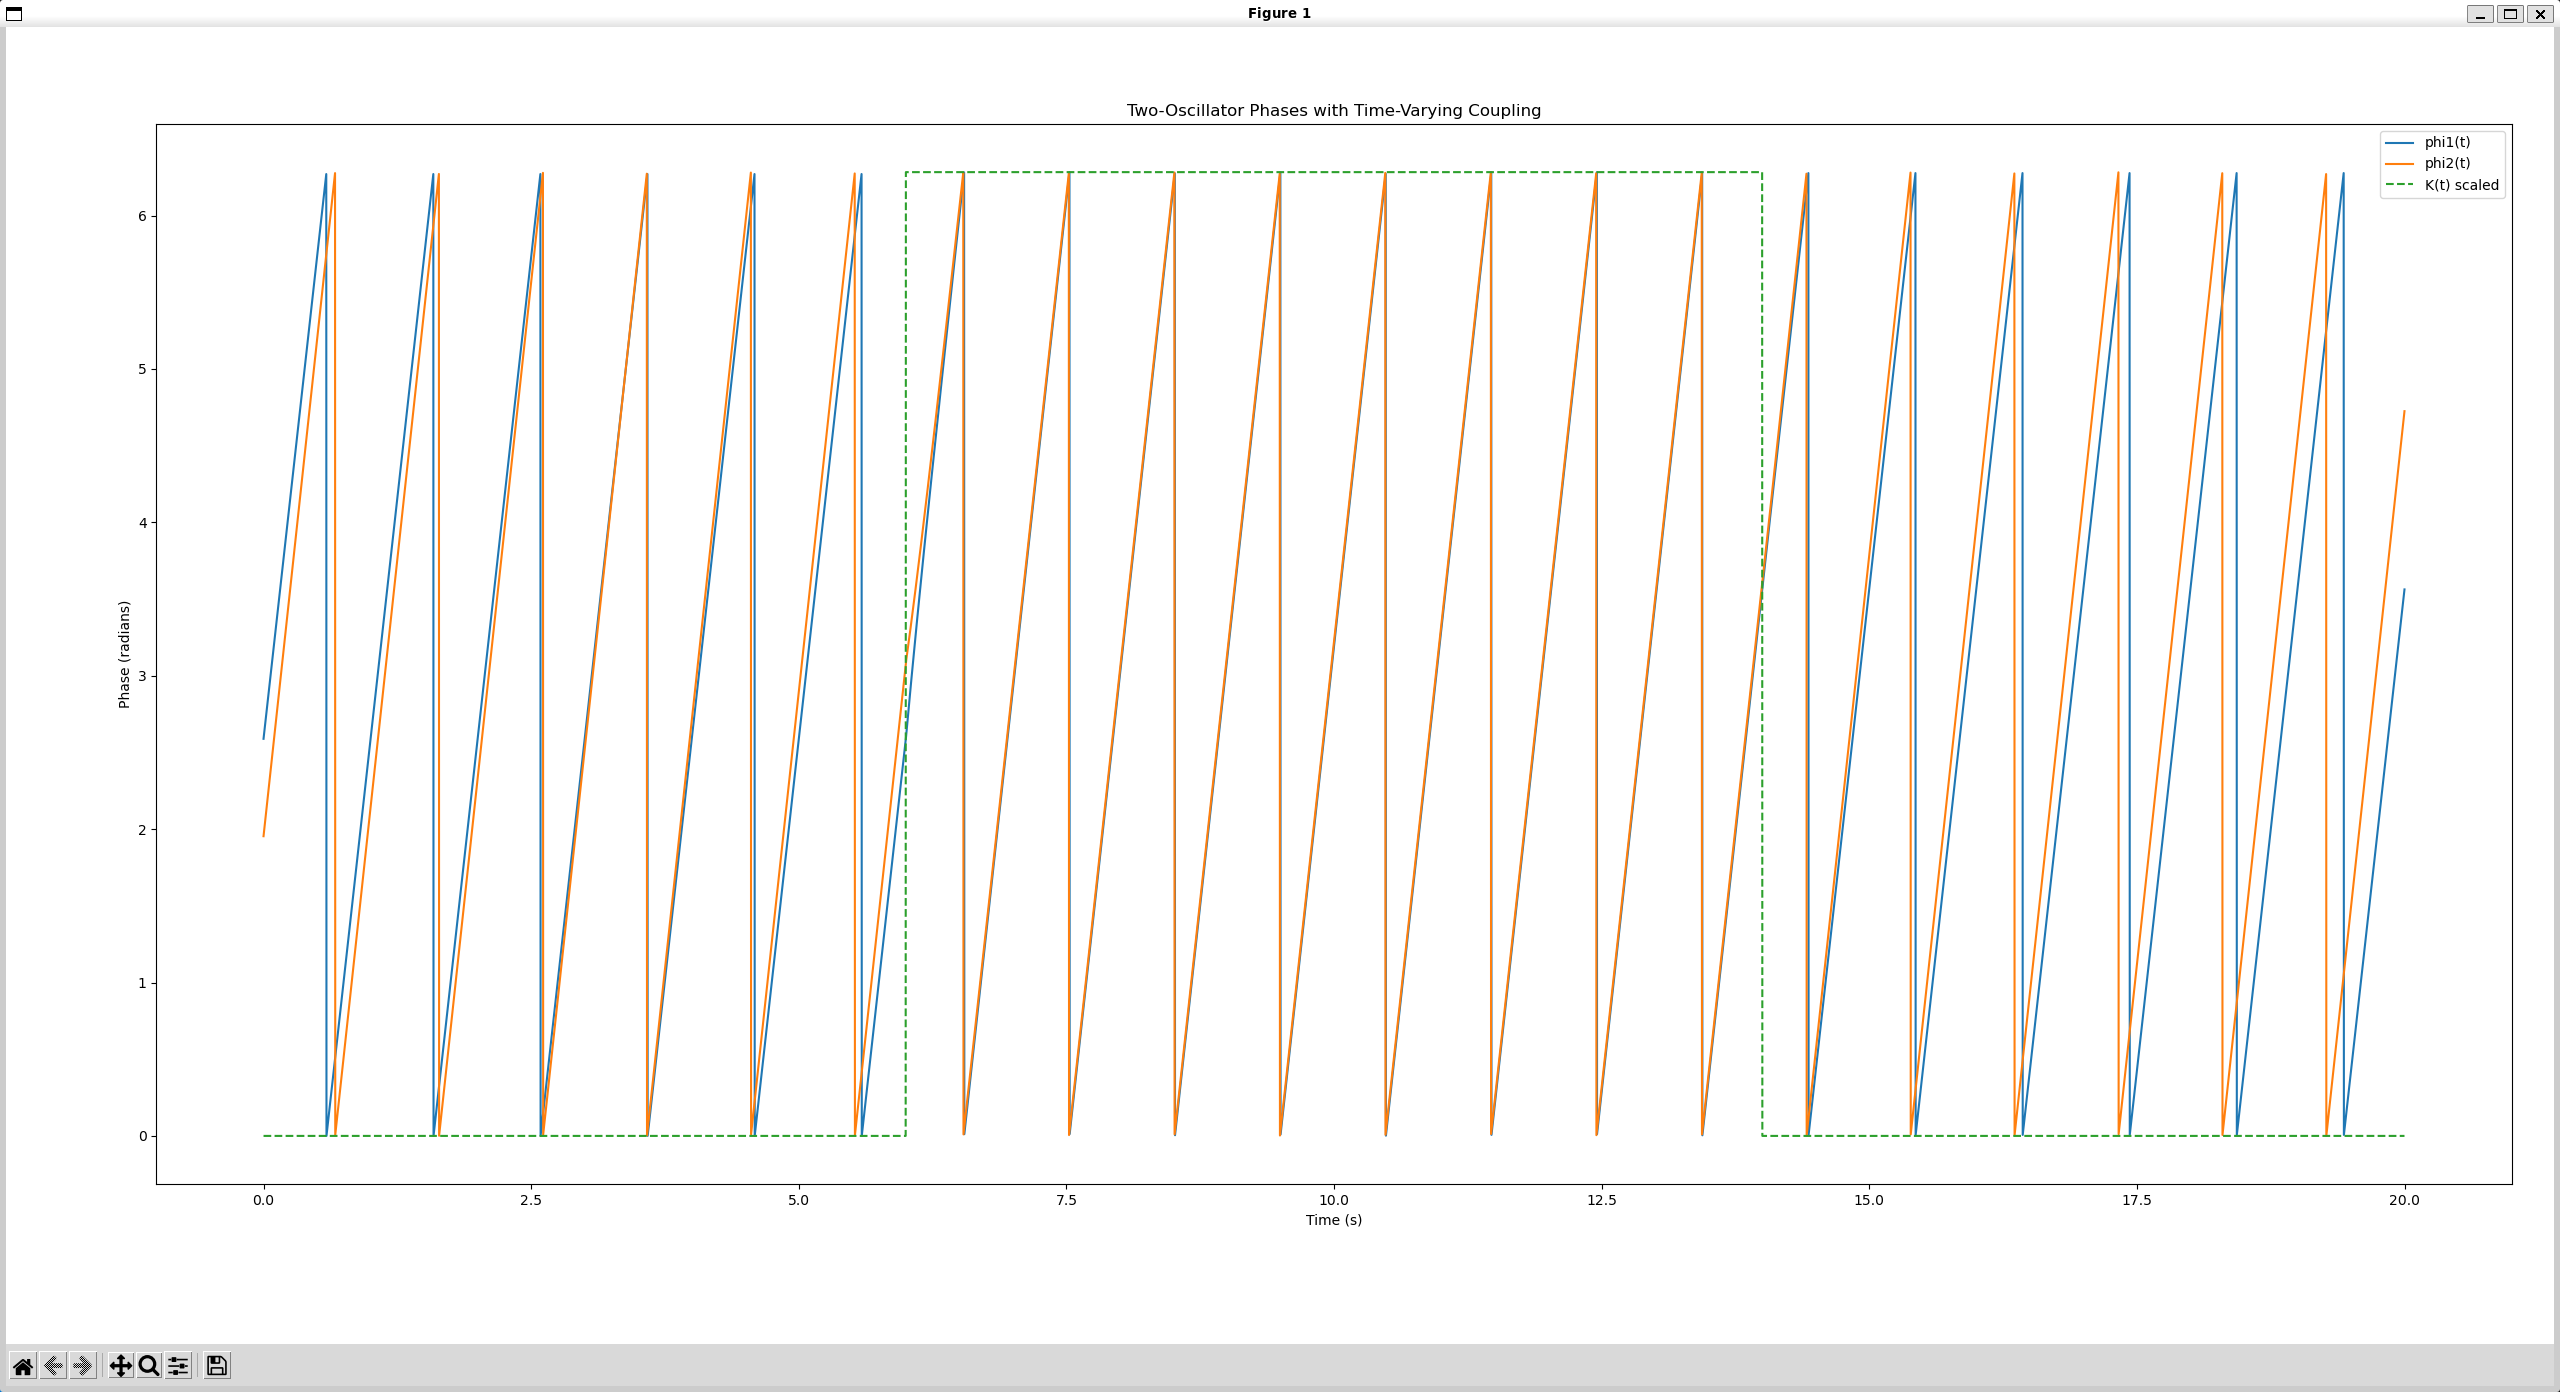 Figure 1
Two-Oscillator Phases with Time-Varying Coupling
phi1(t)
phi2(t)
K(t) scaled
Phase (radians)
6
5
4
3
2
1
0
0.0 2.5 5.0 7.5 10.0 12.5 15.0 17.5 20.0
Time (s)